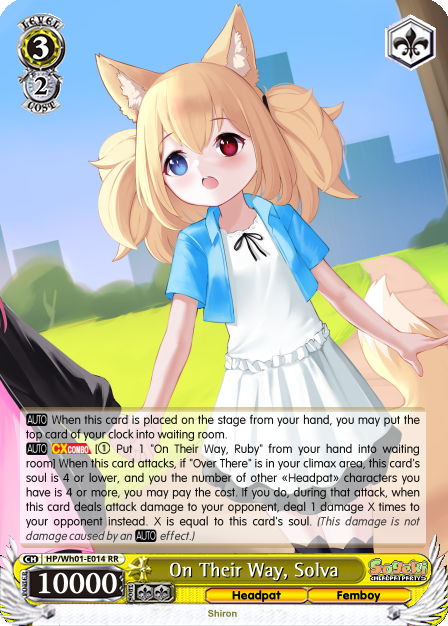 LEVEL
3
2
COST
AUTO When this card is placed on the stage from your hand, you may put the
top card of your clock into waiting room.
AUTO CXCOMBO [① Put 1 "On Their Way, Ruby" from your hand into waiting
room] When this card attacks, if "Over There" is in your climax area, this card's
soul is 4 or lower, and you the number of other «Headpat» characters you
have is 4 or more, you may pay the cost. If you do, during that attack, when
this card deals attack damage to your opponent, deal 1 damage X times to
your opponent instead. X is equal to this card's soul. (This damage is not
damage caused by an AUTO effect.)
CH HP/Wh01-E014 RR
POWER 10000 SOUL
On Their Way, Solva
Headpat Femboy
Shiron